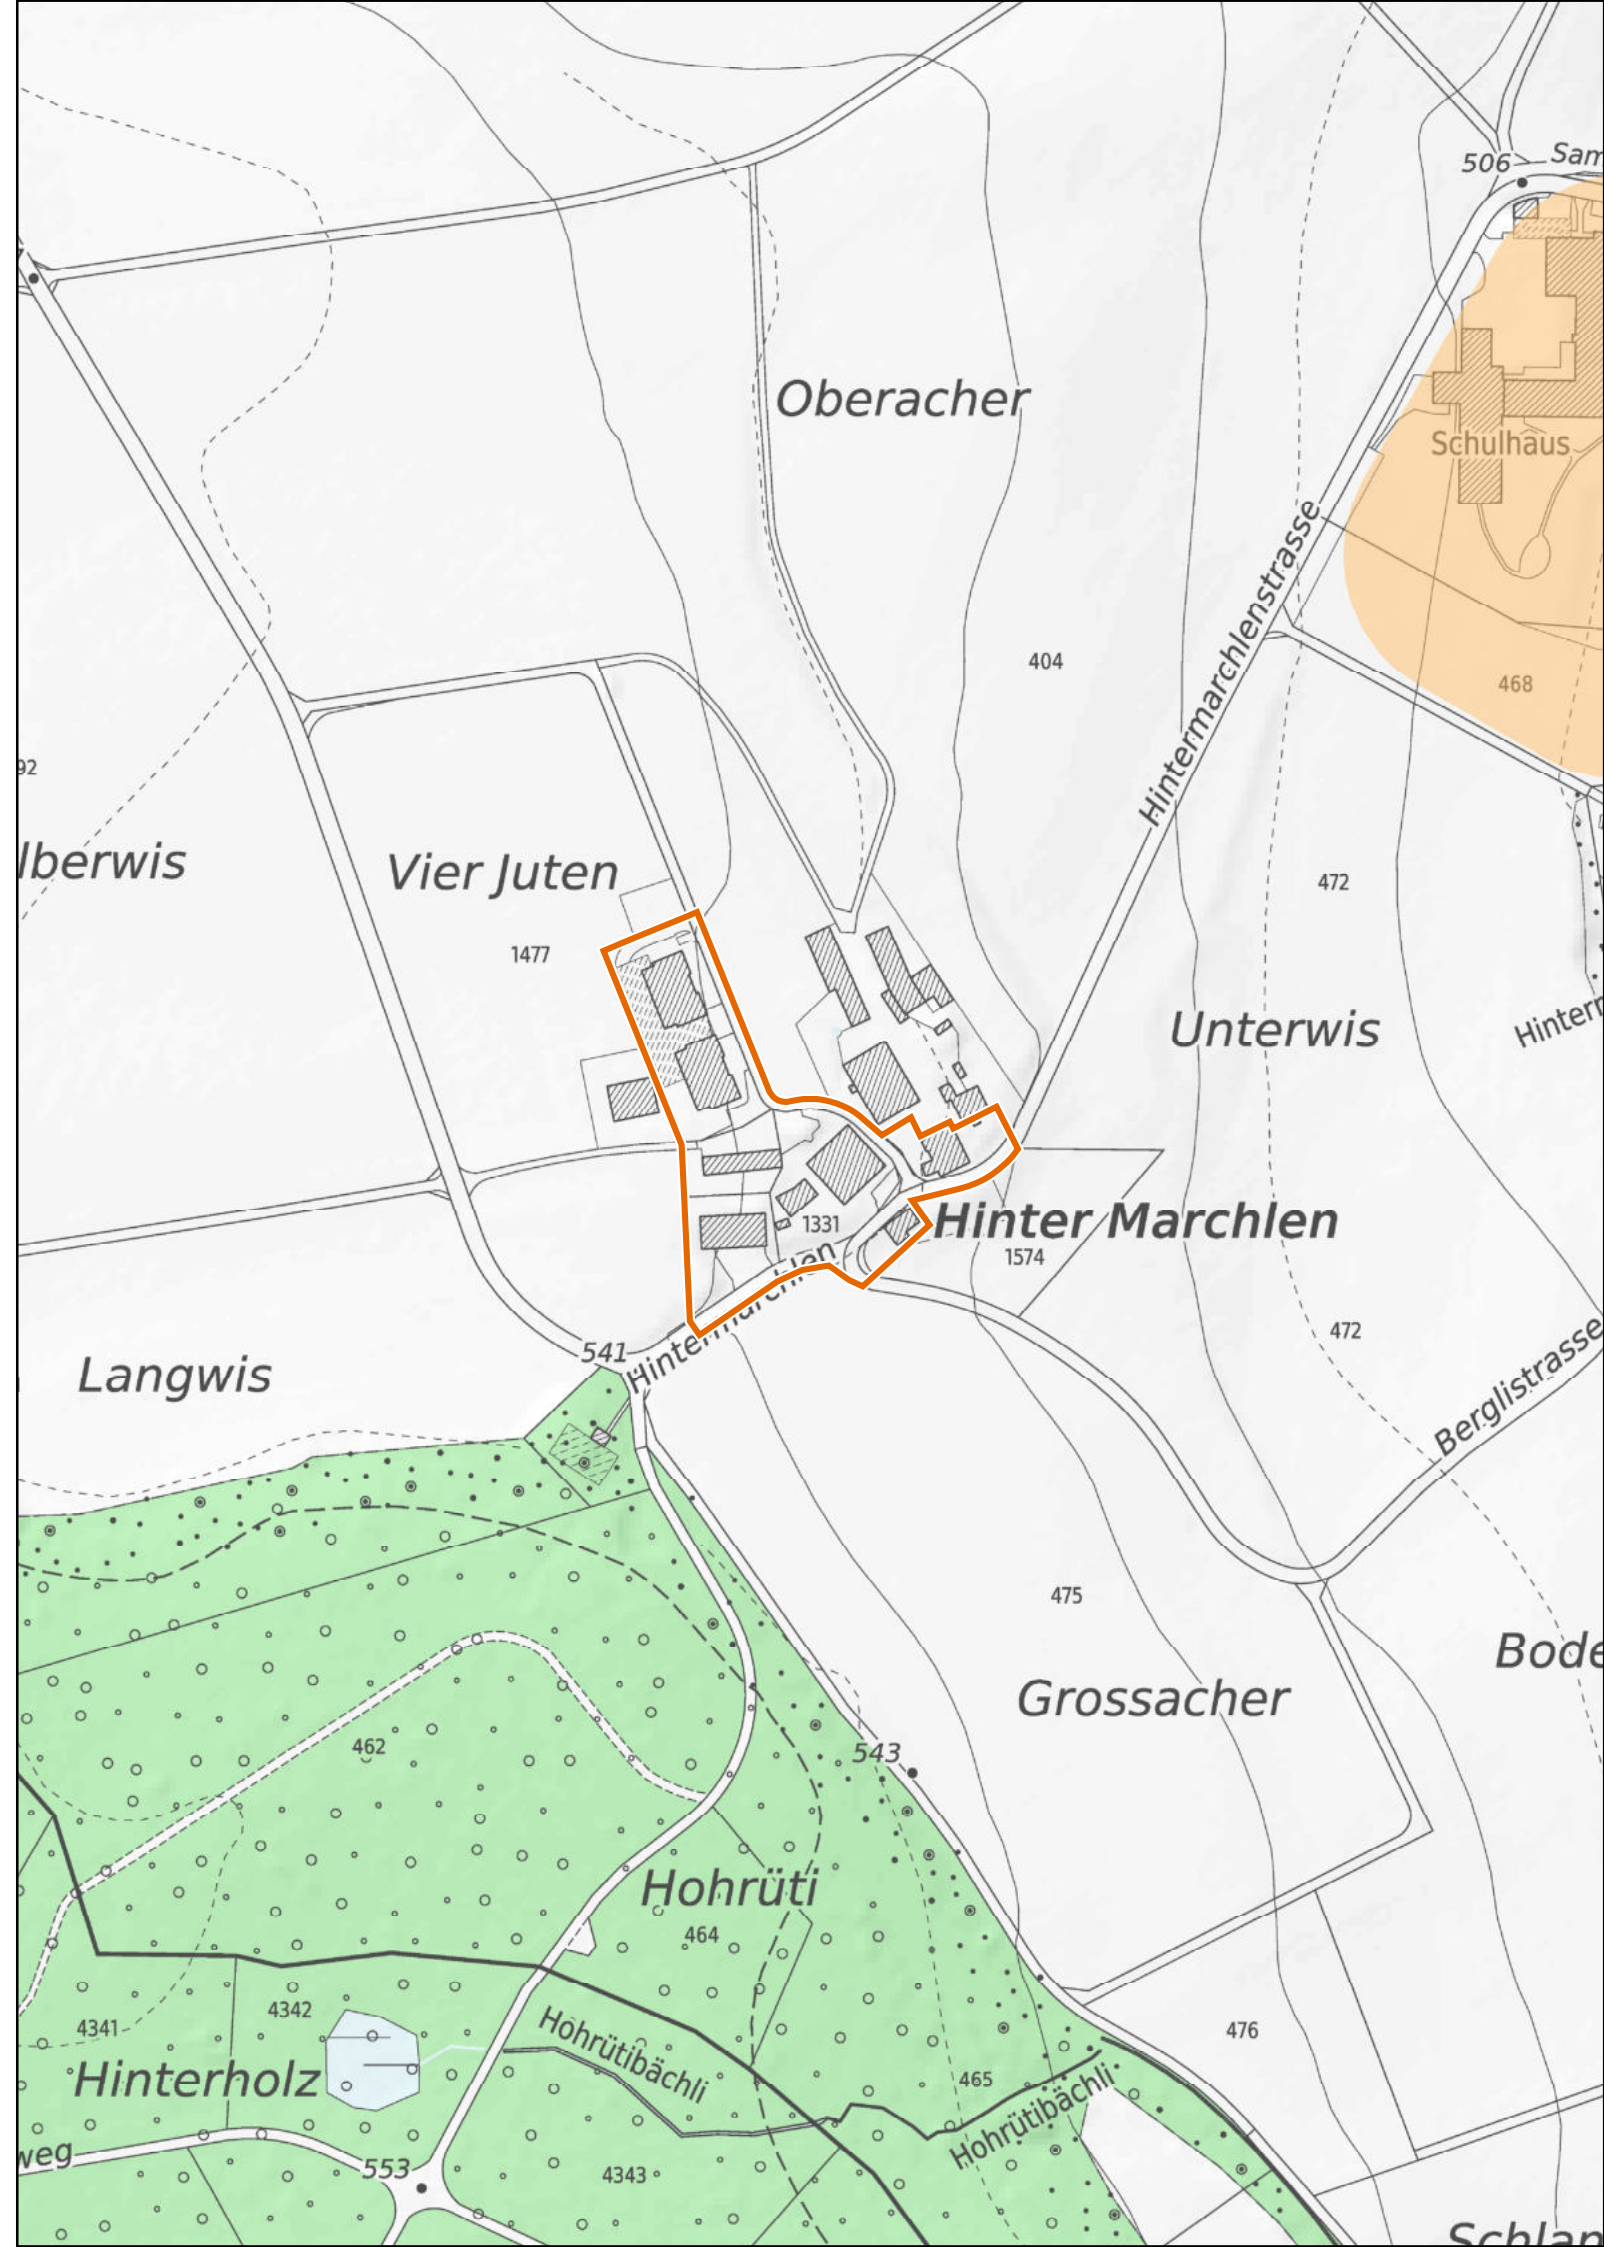 506
Sam
Oberacher
Schulhaus
Hintermarchlenstrasse
404
468
92
lberwis
Vier Juten
472
1477
Unterwis
Hinter
Hinter Marchlen
1331
1574
Hintermarchlen
541
472
Langwis
Berglistrasse
475
Bode
Grossacher
462
543
Hohrüti
464
4342
4341
Hohrütibächli
476
Hinterholz
465
Hohrütibächli
weg
553
4343
Schlan